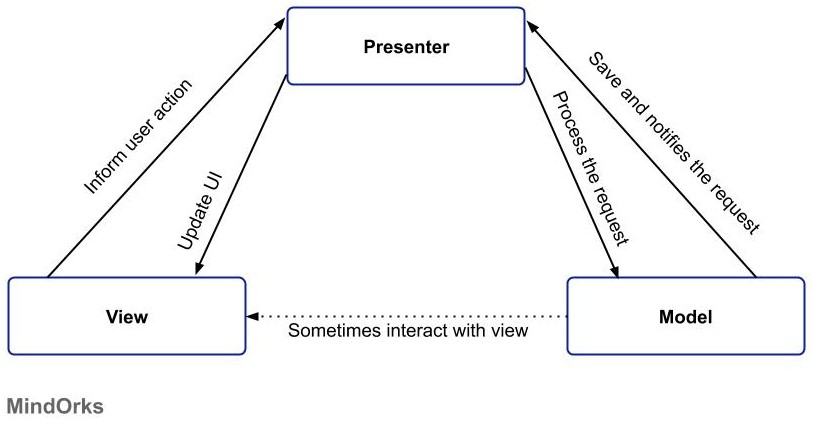 Presenter
Inform user action
Update UI
Process the request
Save and notifies the request
View
Sometimes interact with view
Model
MindOrks